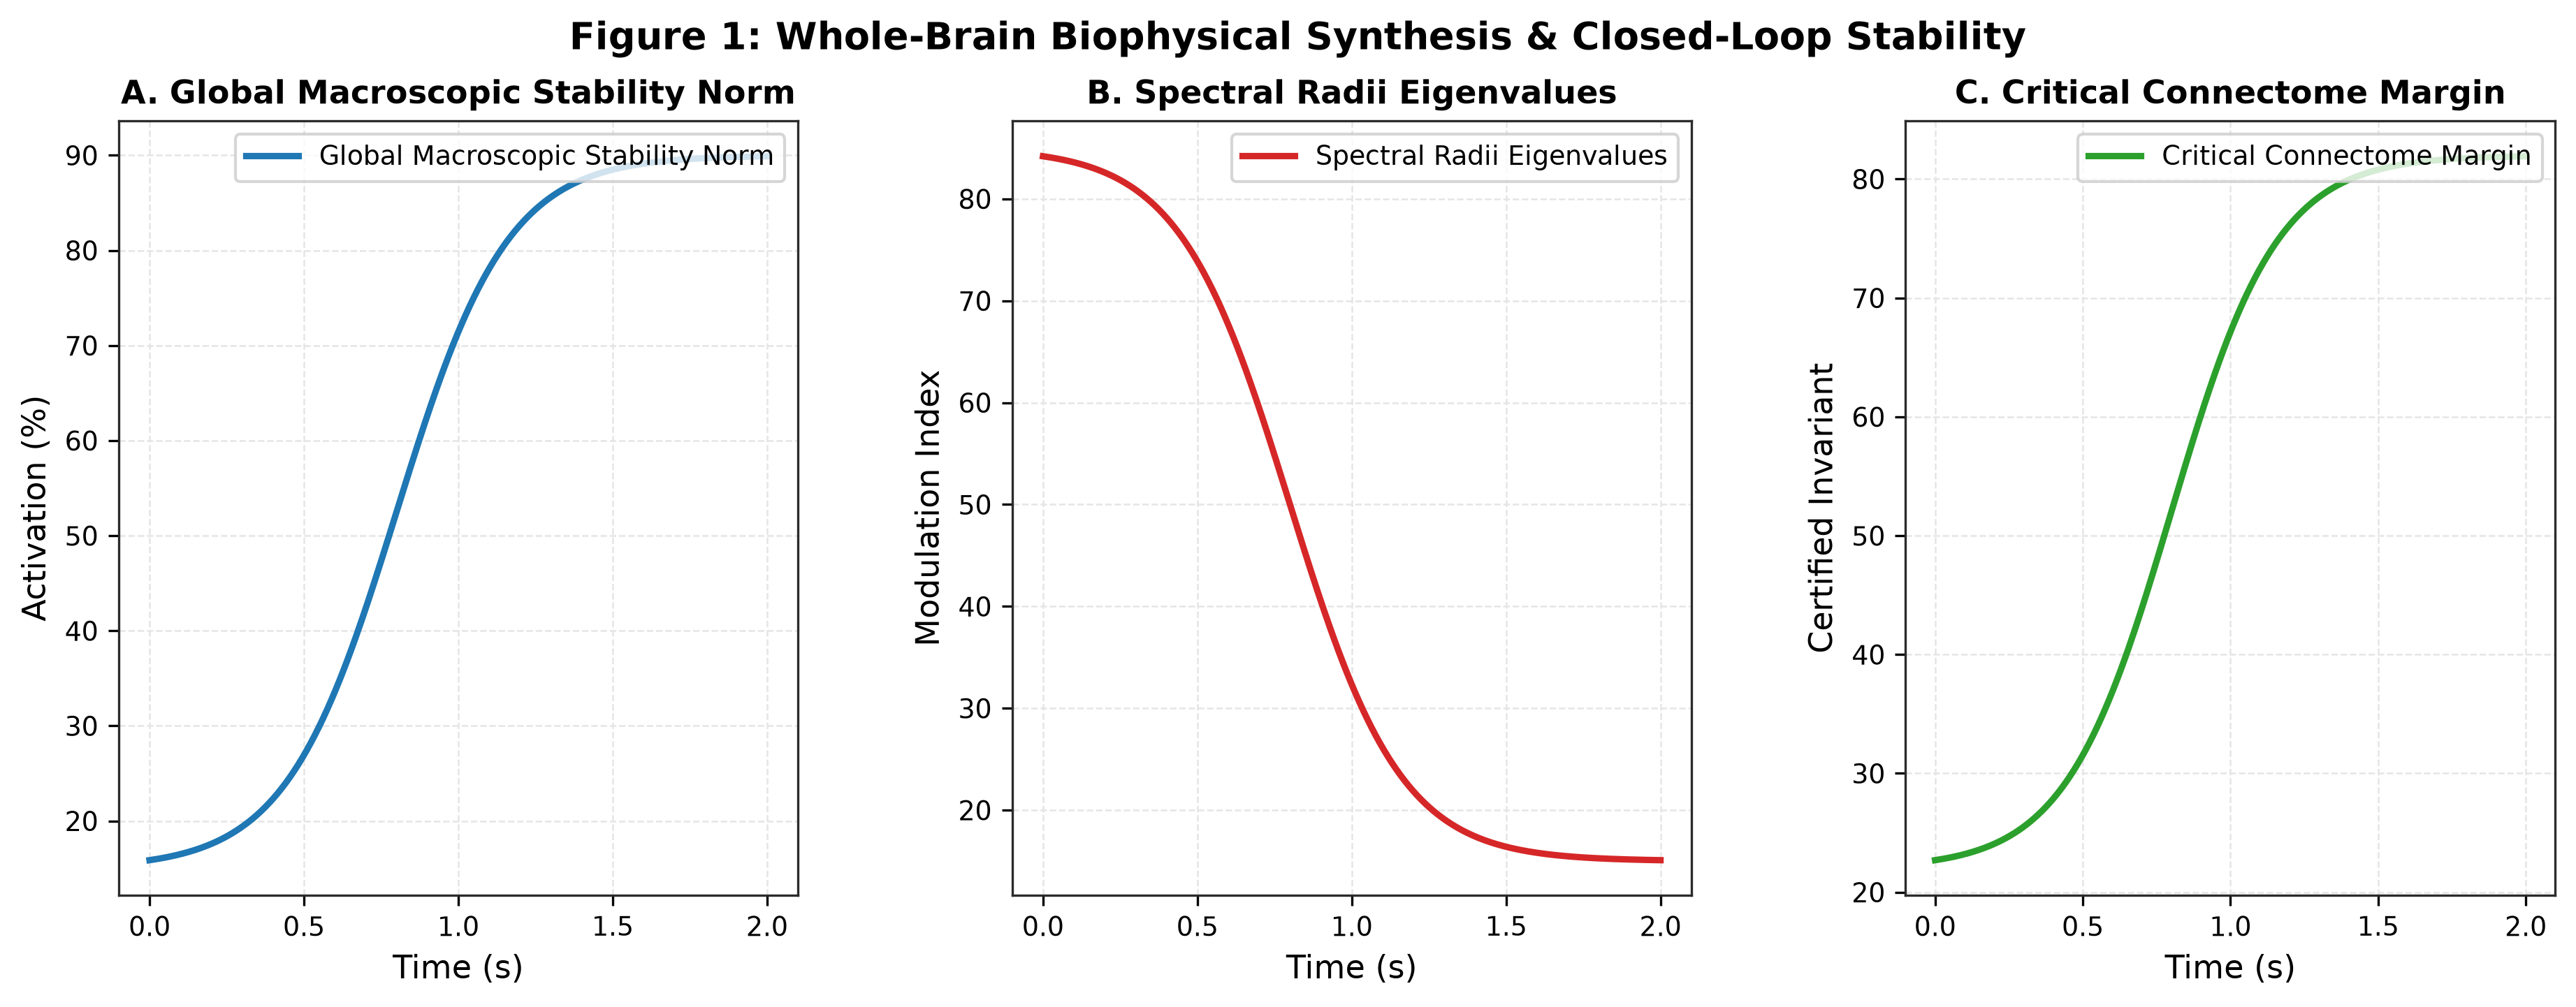 Figure 1: Whole-Brain Biophysical Synthesis & Closed-Loop Stability
A. Global Macroscopic Stability Norm
Global Macroscopic Stability Norm
Activation (%)
90
80
70
60
50
40
30
20
0.0 0.5 1.0 1.5 2.0
Time (s)
B. Spectral Radii Eigenvalues
Spectral Radii Eigenvalues
Modulation Index
80
70
60
50
40
30
20
0.0 0.5 1.0 1.5 2.0
Time (s)
C. Critical Connectome Margin
Critical Connectome Margin
Certified Invariant
80
70
60
50
40
30
20
0.0 0.5 1.0 1.5 2.0
Time (s)